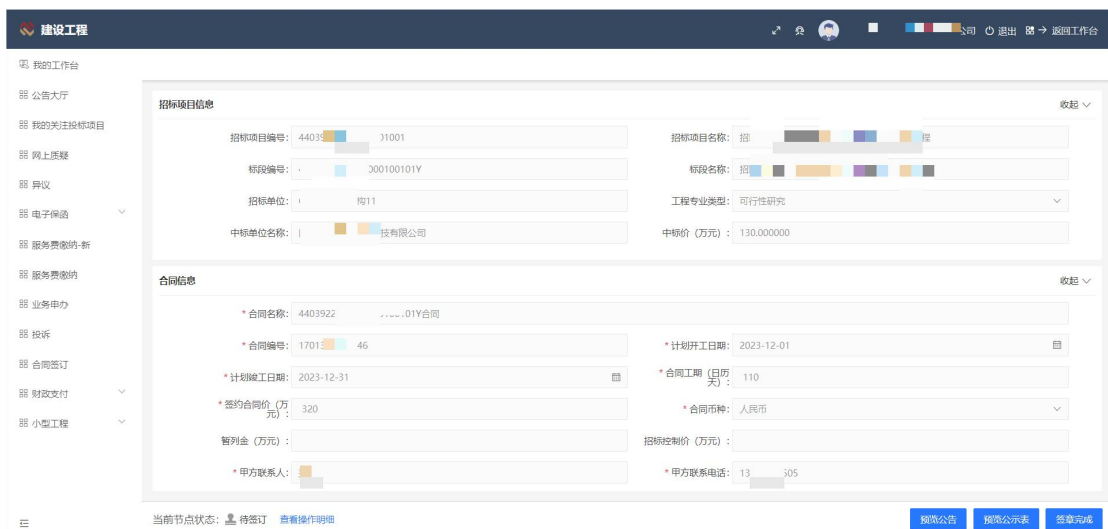 建设工程
公司 退出 返回工作台
我的工作台
公告大厅
我的关注投标项目
网上质疑
异议
电子保函
服务费缴纳-新
服务费缴纳
业务申办
投诉
合同签订
财政支付
小型工程
招标项目信息 收起
招标项目编号: 44039 01001 招标项目名称: 招 程
标段编号: 000100101Y 标段名称: 招
招标单位: 构11 工程专业类型: 可行性研究
中标单位名称: 技有限公司 中标价（万元）: 130.000000
合同信息 收起
* 合同名称: 4403922 01Y合同
* 合同编号: 1701 46 * 计划开工日期: 2023-12-01
* 计划竣工日期: 2023-12-31 * 合同工期（日历天）: 110
* 签约合同价（万元）: 320 * 合同币种: 人民币
暂列金（万元）: 招标控制价（万元）:
* 甲方联系人: * 甲方联系电话: 13 505
当前节点状态: 待签订 查看操作明细 预览公告 预览公示表 签章完成